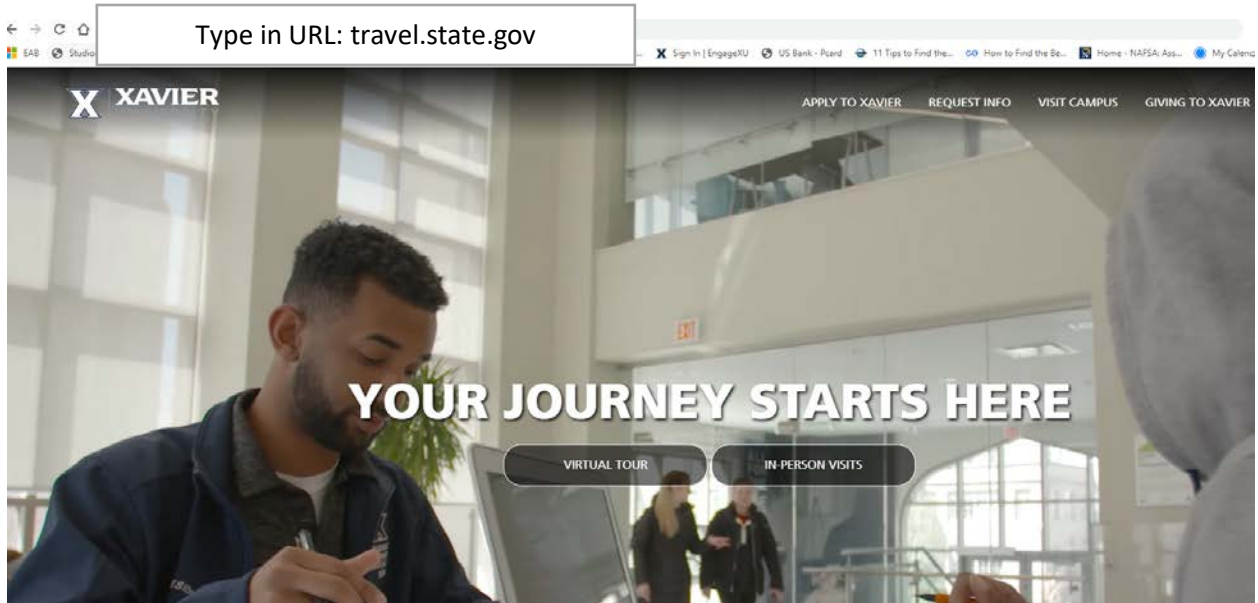 Type in URL: travel.state.gov
EAB Studio Sign In | EngageXU US Bank - Pcard 11 Tips to Find the... How to Find the Be... Home - NAFSA: Ass... My Calend
X XAVIER
APPLY TO XAVIER REQUEST INFO VISIT CAMPUS GIVING TO XAVIER
EXIT
YOUR JOURNEY STARTS HERE
VIRTUAL TOUR IN-PERSON VISITS